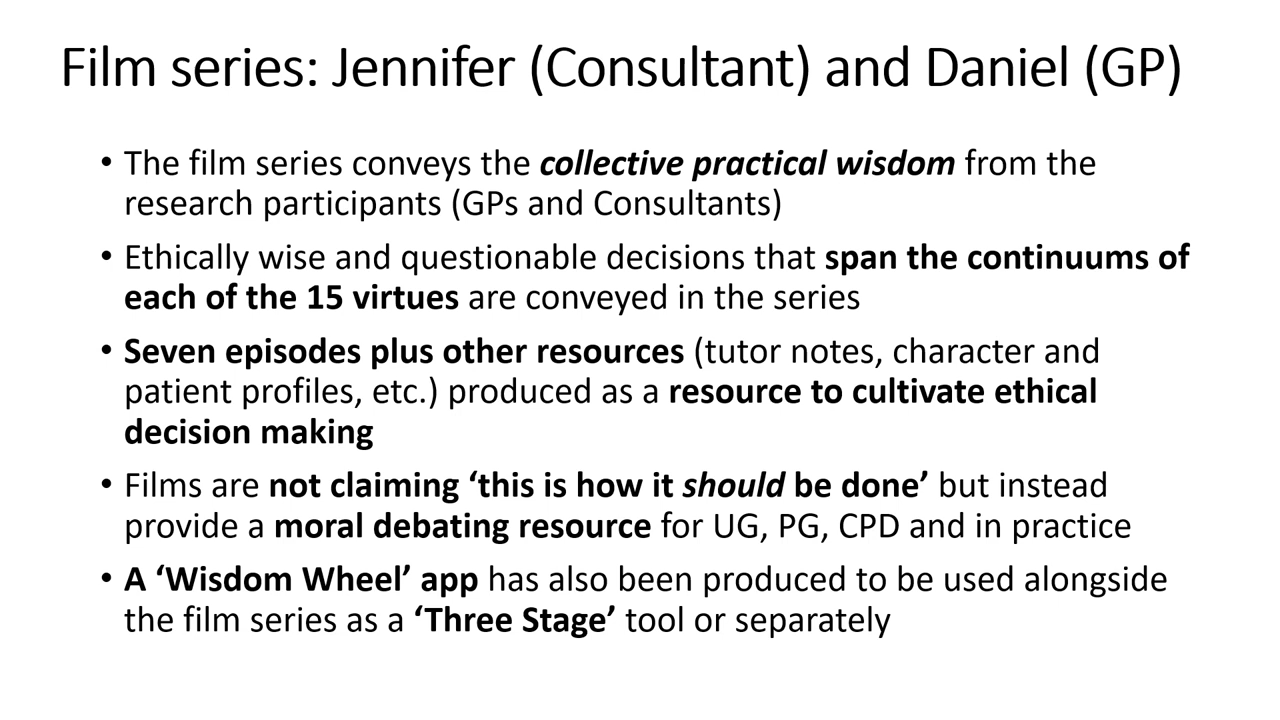 Film series: Jennifer (Consultant) and Daniel (GP)
• The film series conveys the collective practical wisdom from the
research participants (GPs and Consultants)
• Ethically wise and questionable decisions that span the continuums of
each of the 15 virtues are conveyed in the series
• Seven episodes plus other resources (tutor notes, character and
patient profiles, etc.) produced as a resource to cultivate ethical
decision making
• Films are not claiming ‘this is how it should be done’ but instead
provide a moral debating resource for UG, PG, CPD and in practice
• A ‘Wisdom Wheel’ app has also been produced to be used alongside
the film series as a ‘Three Stage’ tool or separately